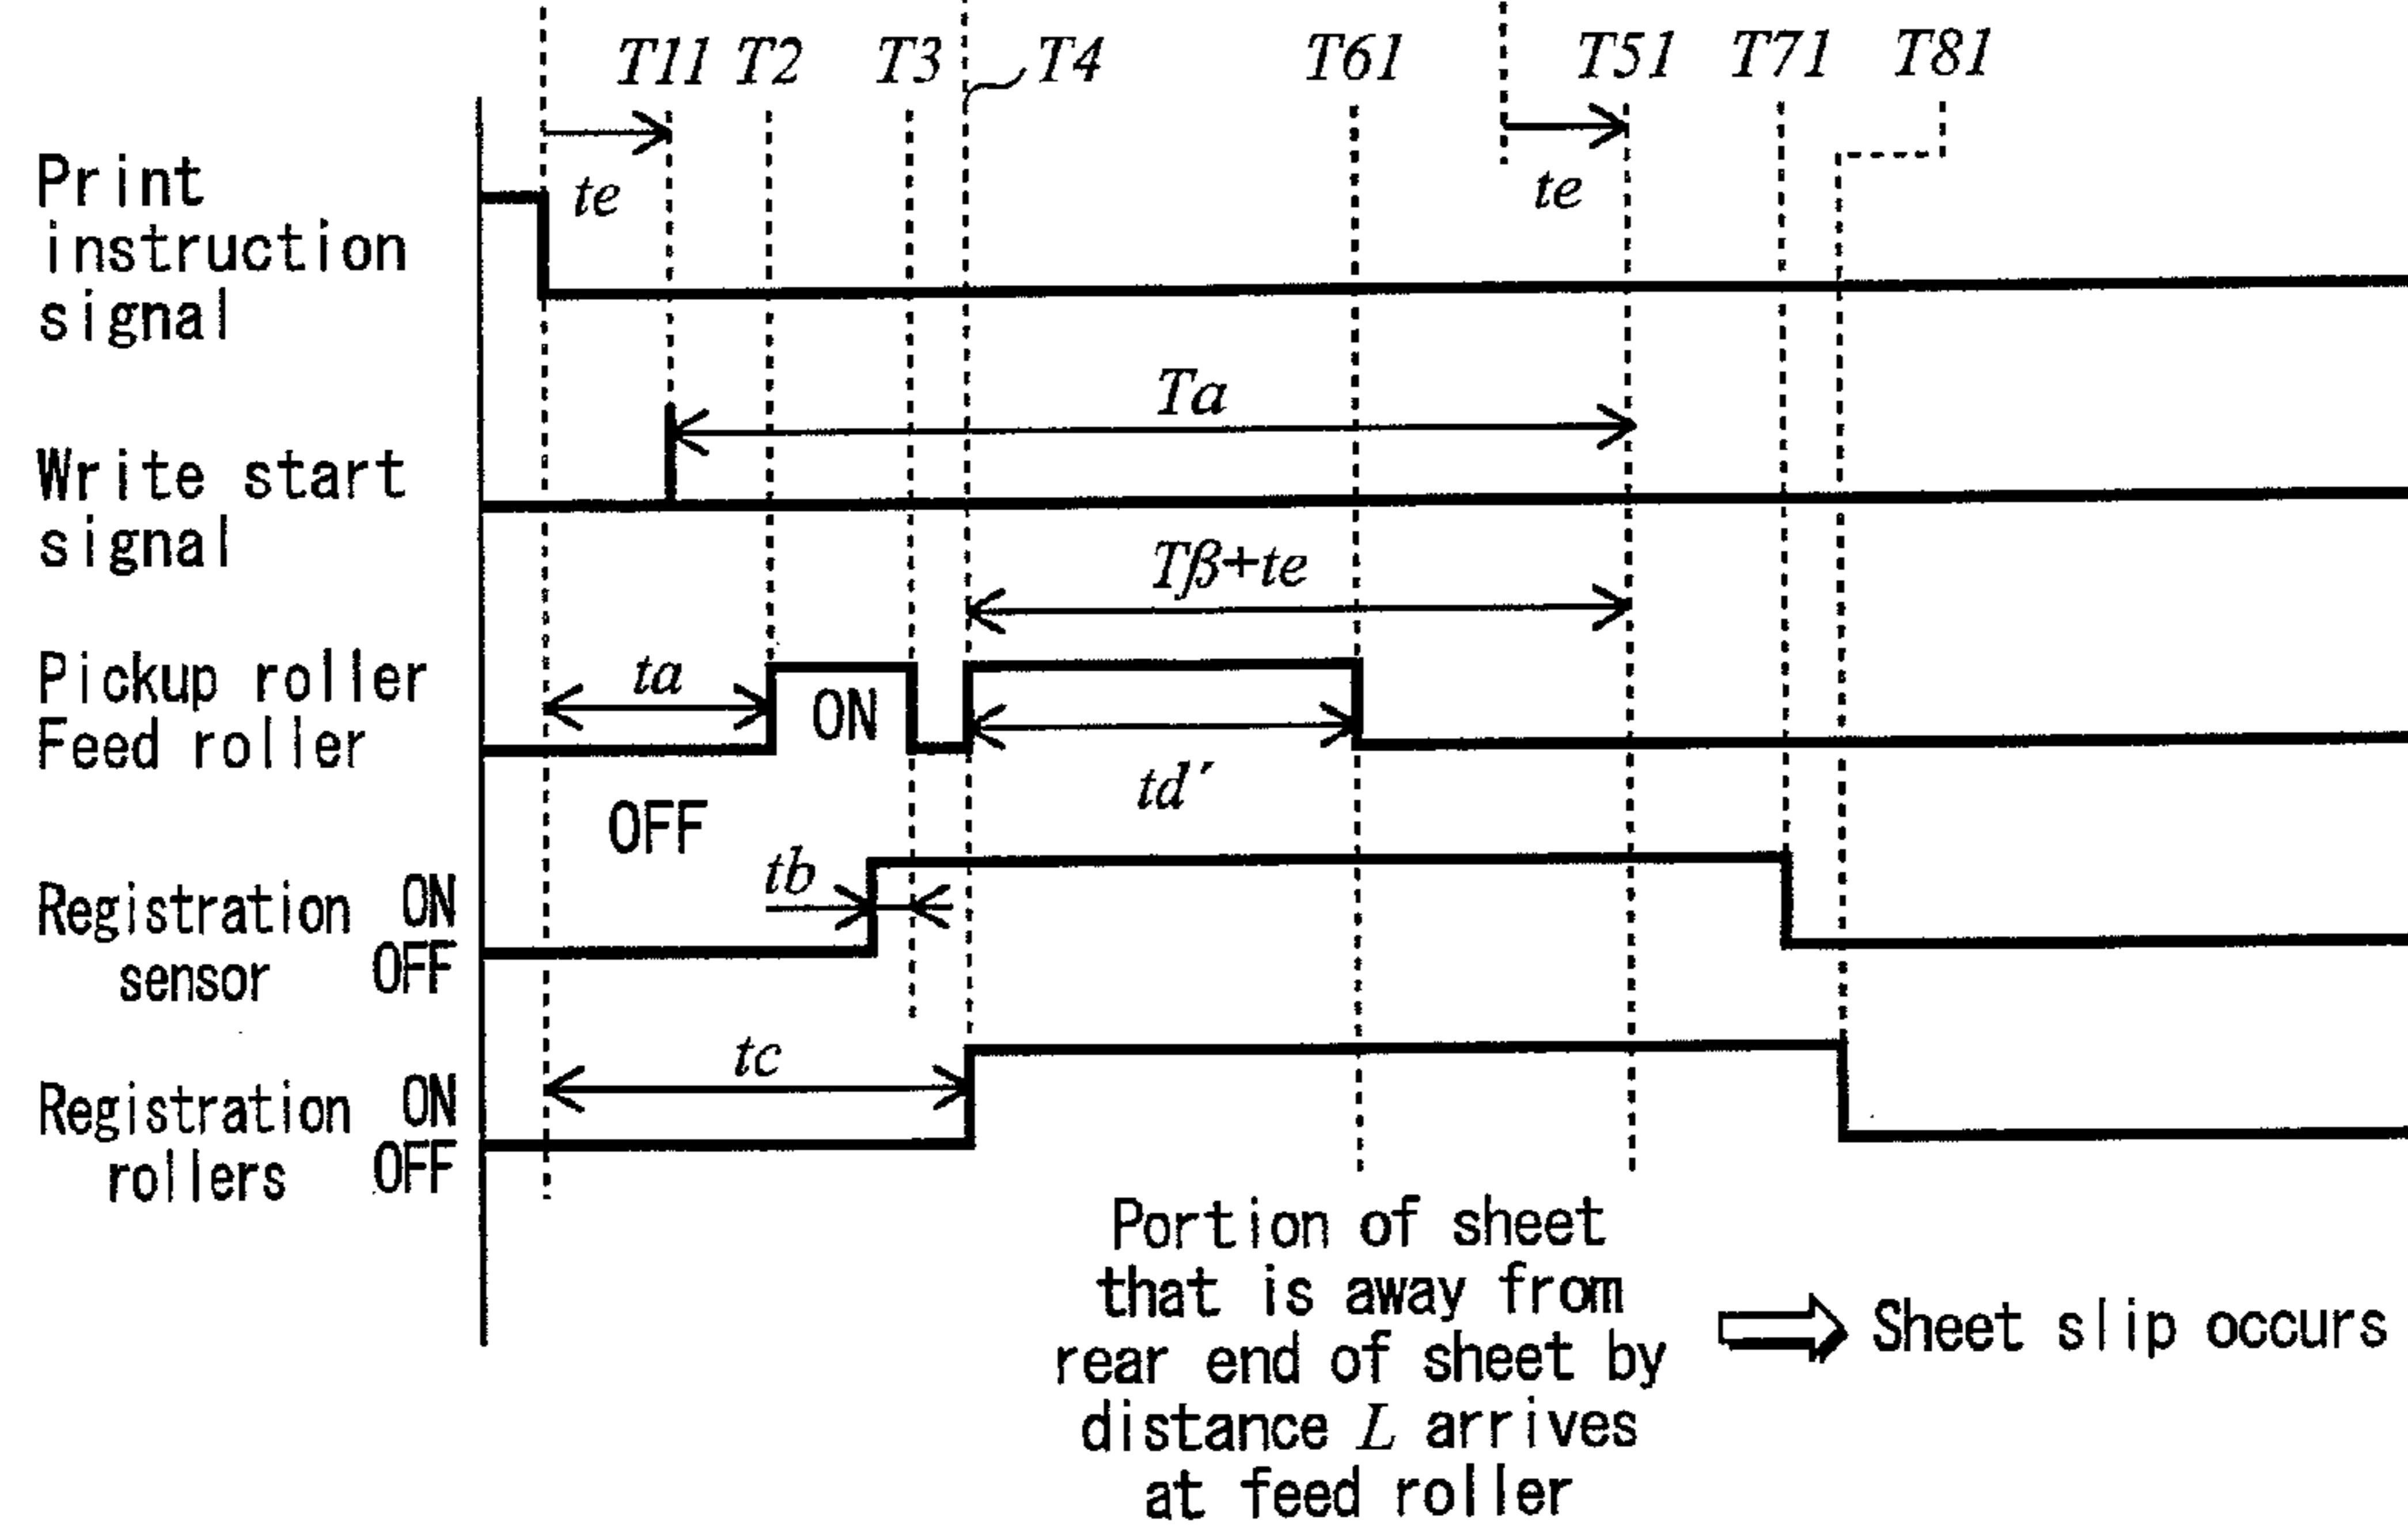 T11 T2 T3 T4 T61 T51 T71 T81
te te
Print
instruction
signal
Ta
Write start
signal
Tβ+te
Pickup roller
Feed roller
ta
ON
td′
OFF
tb
Registration ON
sensor OFF
tc
Registration ON
rollers OFF
Portion of sheet
that is away from
rear end of sheet by
distance L arrives
at feed roller
Sheet slip occurs